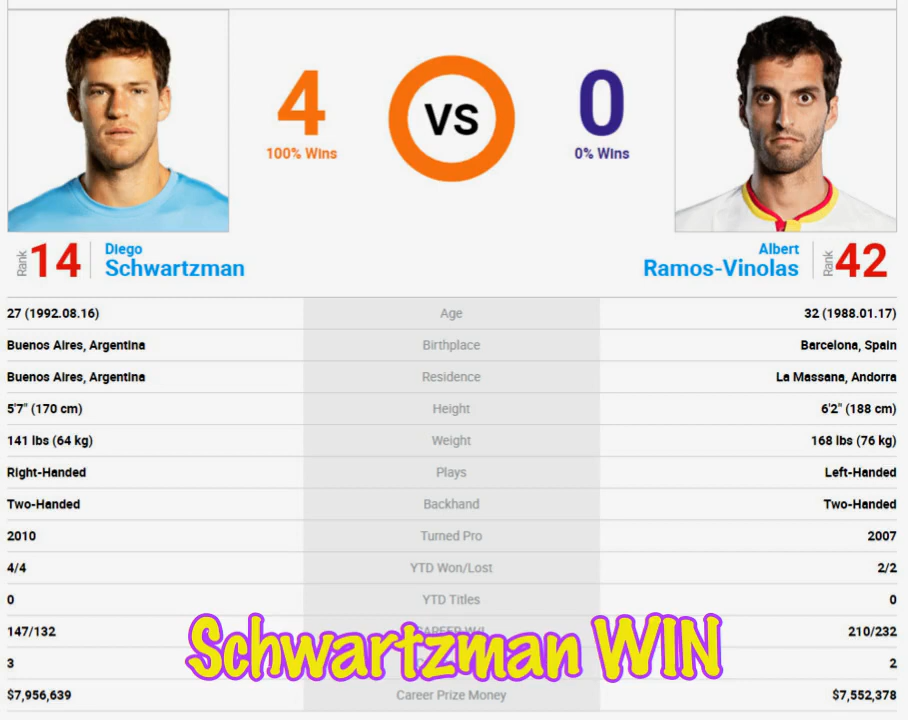 4 VS 0
100% Wins 0% Wins
Rank 14 Diego Albert Rank 42
Schwartzman Ramos-Vinolas
27 (1992.08.16) Age 32 (1988.01.17)
Buenos Aires, Argentina Birthplace Barcelona, Spain
Buenos Aires, Argentina Residence La Massana, Andorra
5'7" (170 cm) Height 6'2" (188 cm)
141 lbs (64 kg) Weight 168 lbs (76 kg)
Right-Handed Plays Left-Handed
Two-Handed Backhand Two-Handed
2010 Turned Pro 2007
4/4 YTD Won/Lost 2/2
0 YTD Titles 0
147/132 210/232
Schwartzman WIN
3 2
$7,956,639 Career Prize Money $7,552,378